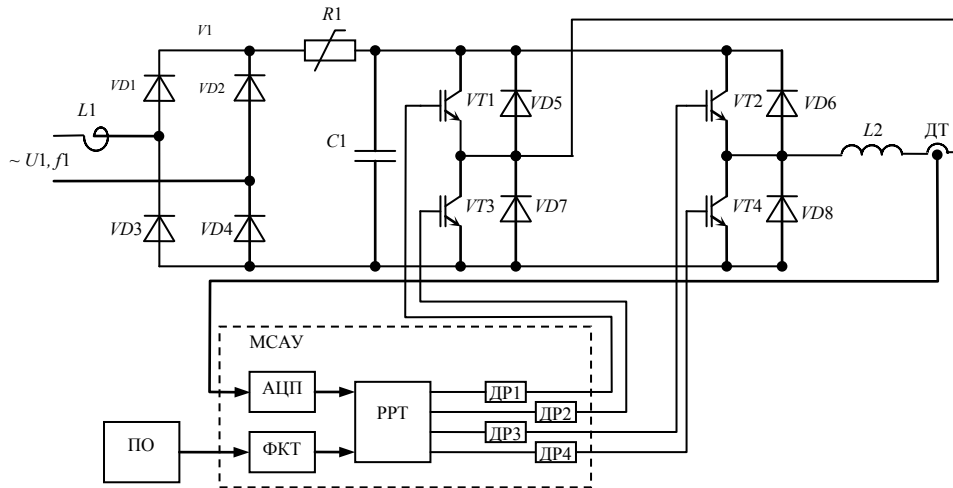 V1
R1
VD1
VD2
L1
C1
VT1
VD5
VT2
VD6
L2
ДТ
~ U1, f1
VD3
VD4
VT3
VD7
VT4
VD8
МСАУ
АЦП
РРТ
ДР1
ДР2
ПО
ФКТ
ДР3
ДР4